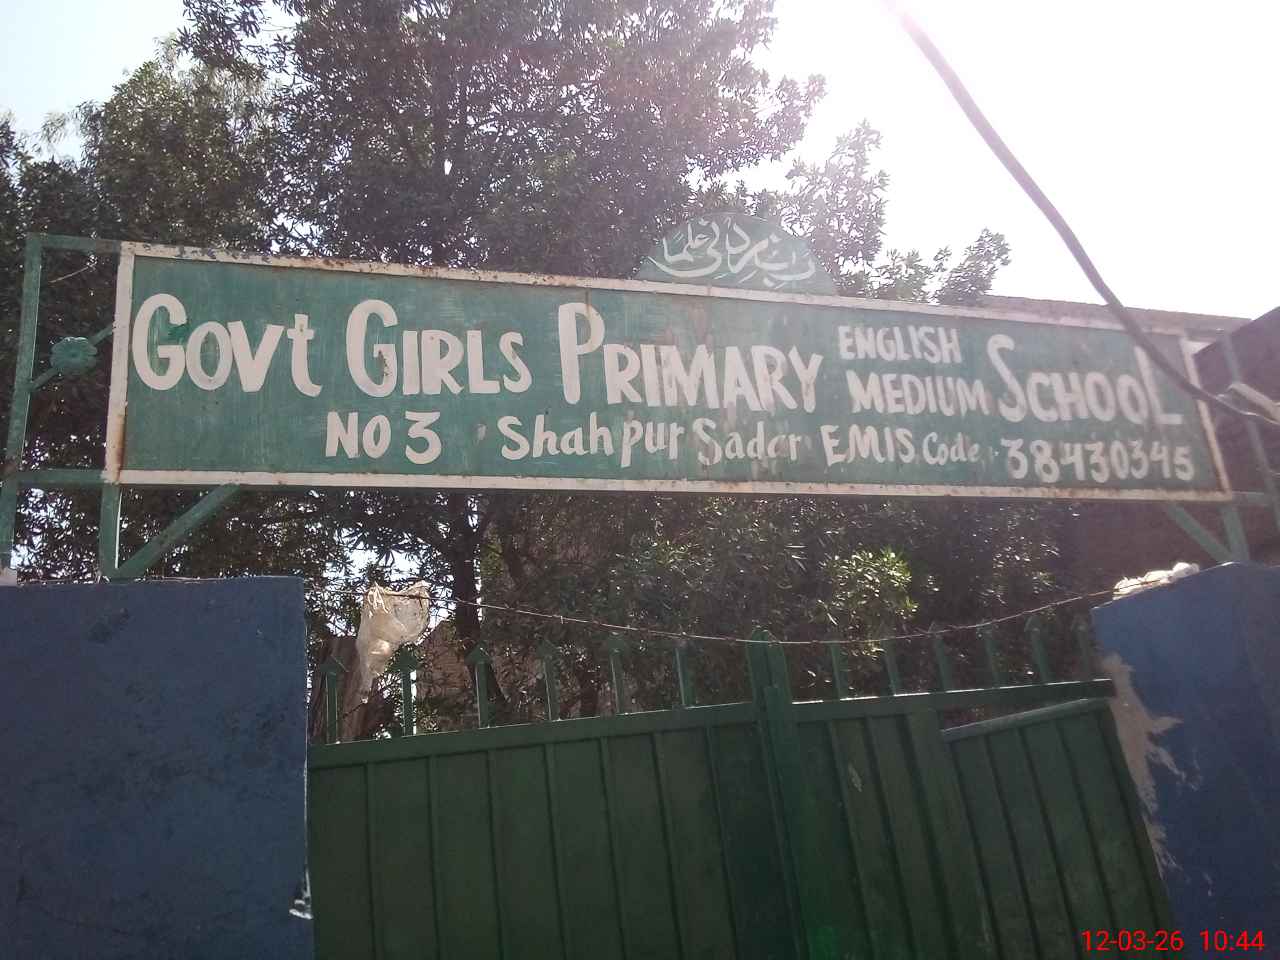 رب زدنی علما
GOVt GIRLS PRIMARY ENGLISH MEDIUM SCHOOL
NO 3 Shahpur Sadar EMIS Code 38430345
12-03-26 10:44